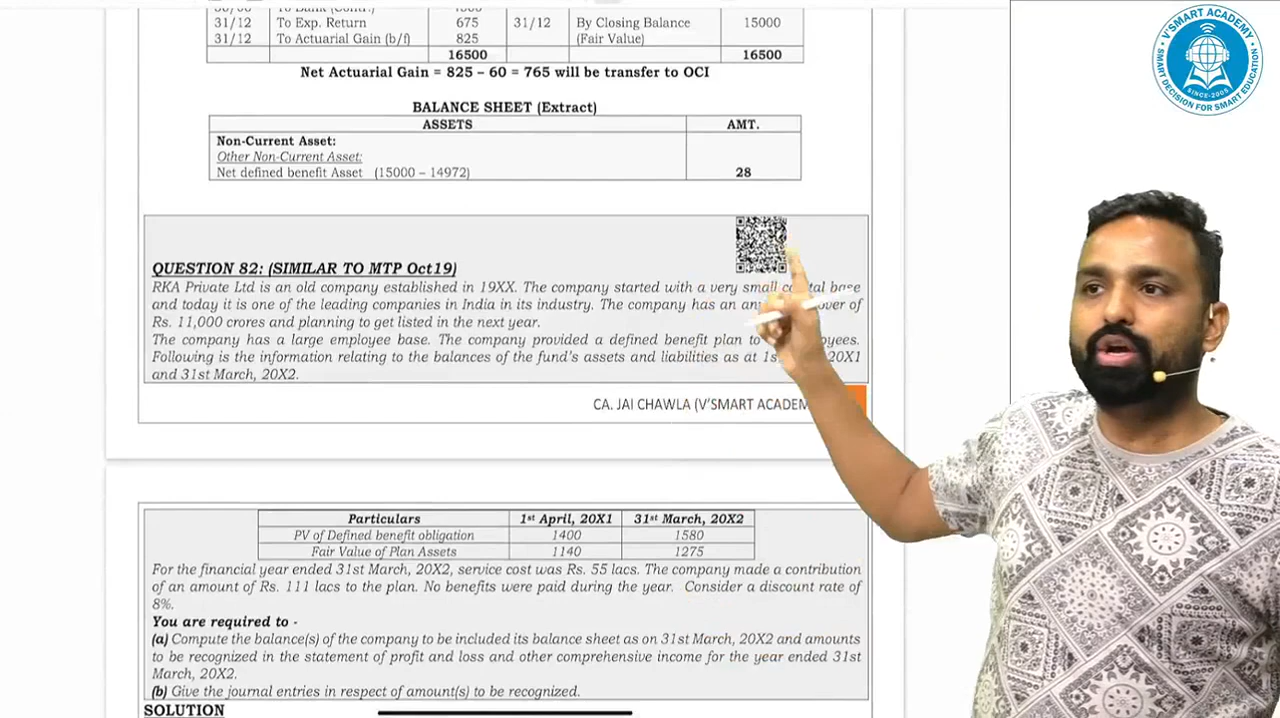 31/12 To Exp. Return 675 31/12 By Closing Balance 15000
31/12 To Actuarial Gain (b/f) 825 (Fair Value)
16500 16500
Net Actuarial Gain = 825 – 60 = 765 will be transfer to OCI
BALANCE SHEET (Extract)
ASSETS AMT.
Non-Current Asset:
Other Non-Current Asset:
Net defined benefit Asset (15000 – 14972) 28
QUESTION 82: (SIMILAR TO MTP Oct19)
RKA Private Ltd is an old company established in 19XX. The company started with a very small base
and today it is one of the leading companies in India in its industry. The company has an of
Rs. 11,000 crores and planning to get listed in the next year.
The company has a large employee base. The company provided a defined benefit plan to
Following is the information relating to the balances of the fund's assets and liabilities as at 20X1
and 31st March, 20X2.
CA. JAI CHAWLA (V'SMART
Particulars 1st April, 20X1 31st March, 20X2
PV of Defined benefit obligation 1400 1580
Fair Value of Plan Assets 1140 1275
For the financial year ended 31st March, 20X2, service cost was Rs. 55 lacs. The company made a contribution
of an amount of Rs. 111 lacs to the plan. No benefits were paid during the year. Consider a discount rate of
8%.
You are required to -
(a) Compute the balance(s) of the company to be included its balance sheet as on 31st March, 20X2 and amounts
to be recognized in the statement of profit and loss and other comprehensive income for the year ended 31st
March, 20X2.
(b) Give the journal entries in respect of amount(s) to be recognized.
SOLUTION
V'SMART ACADEMY
SINCE-2005
SMART DECISION FOR SMART EDUCATION